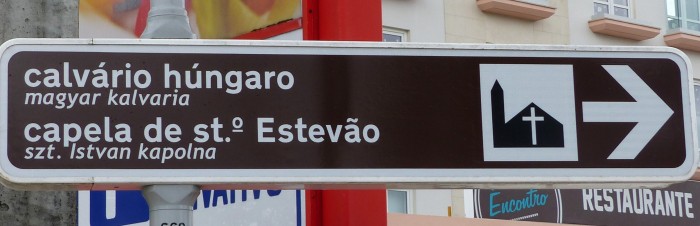 calvário húngaro
magyar kalvaria
capela de st.º Estevão
szt. Istvan kapolna
Encontro
RESTAURANTE